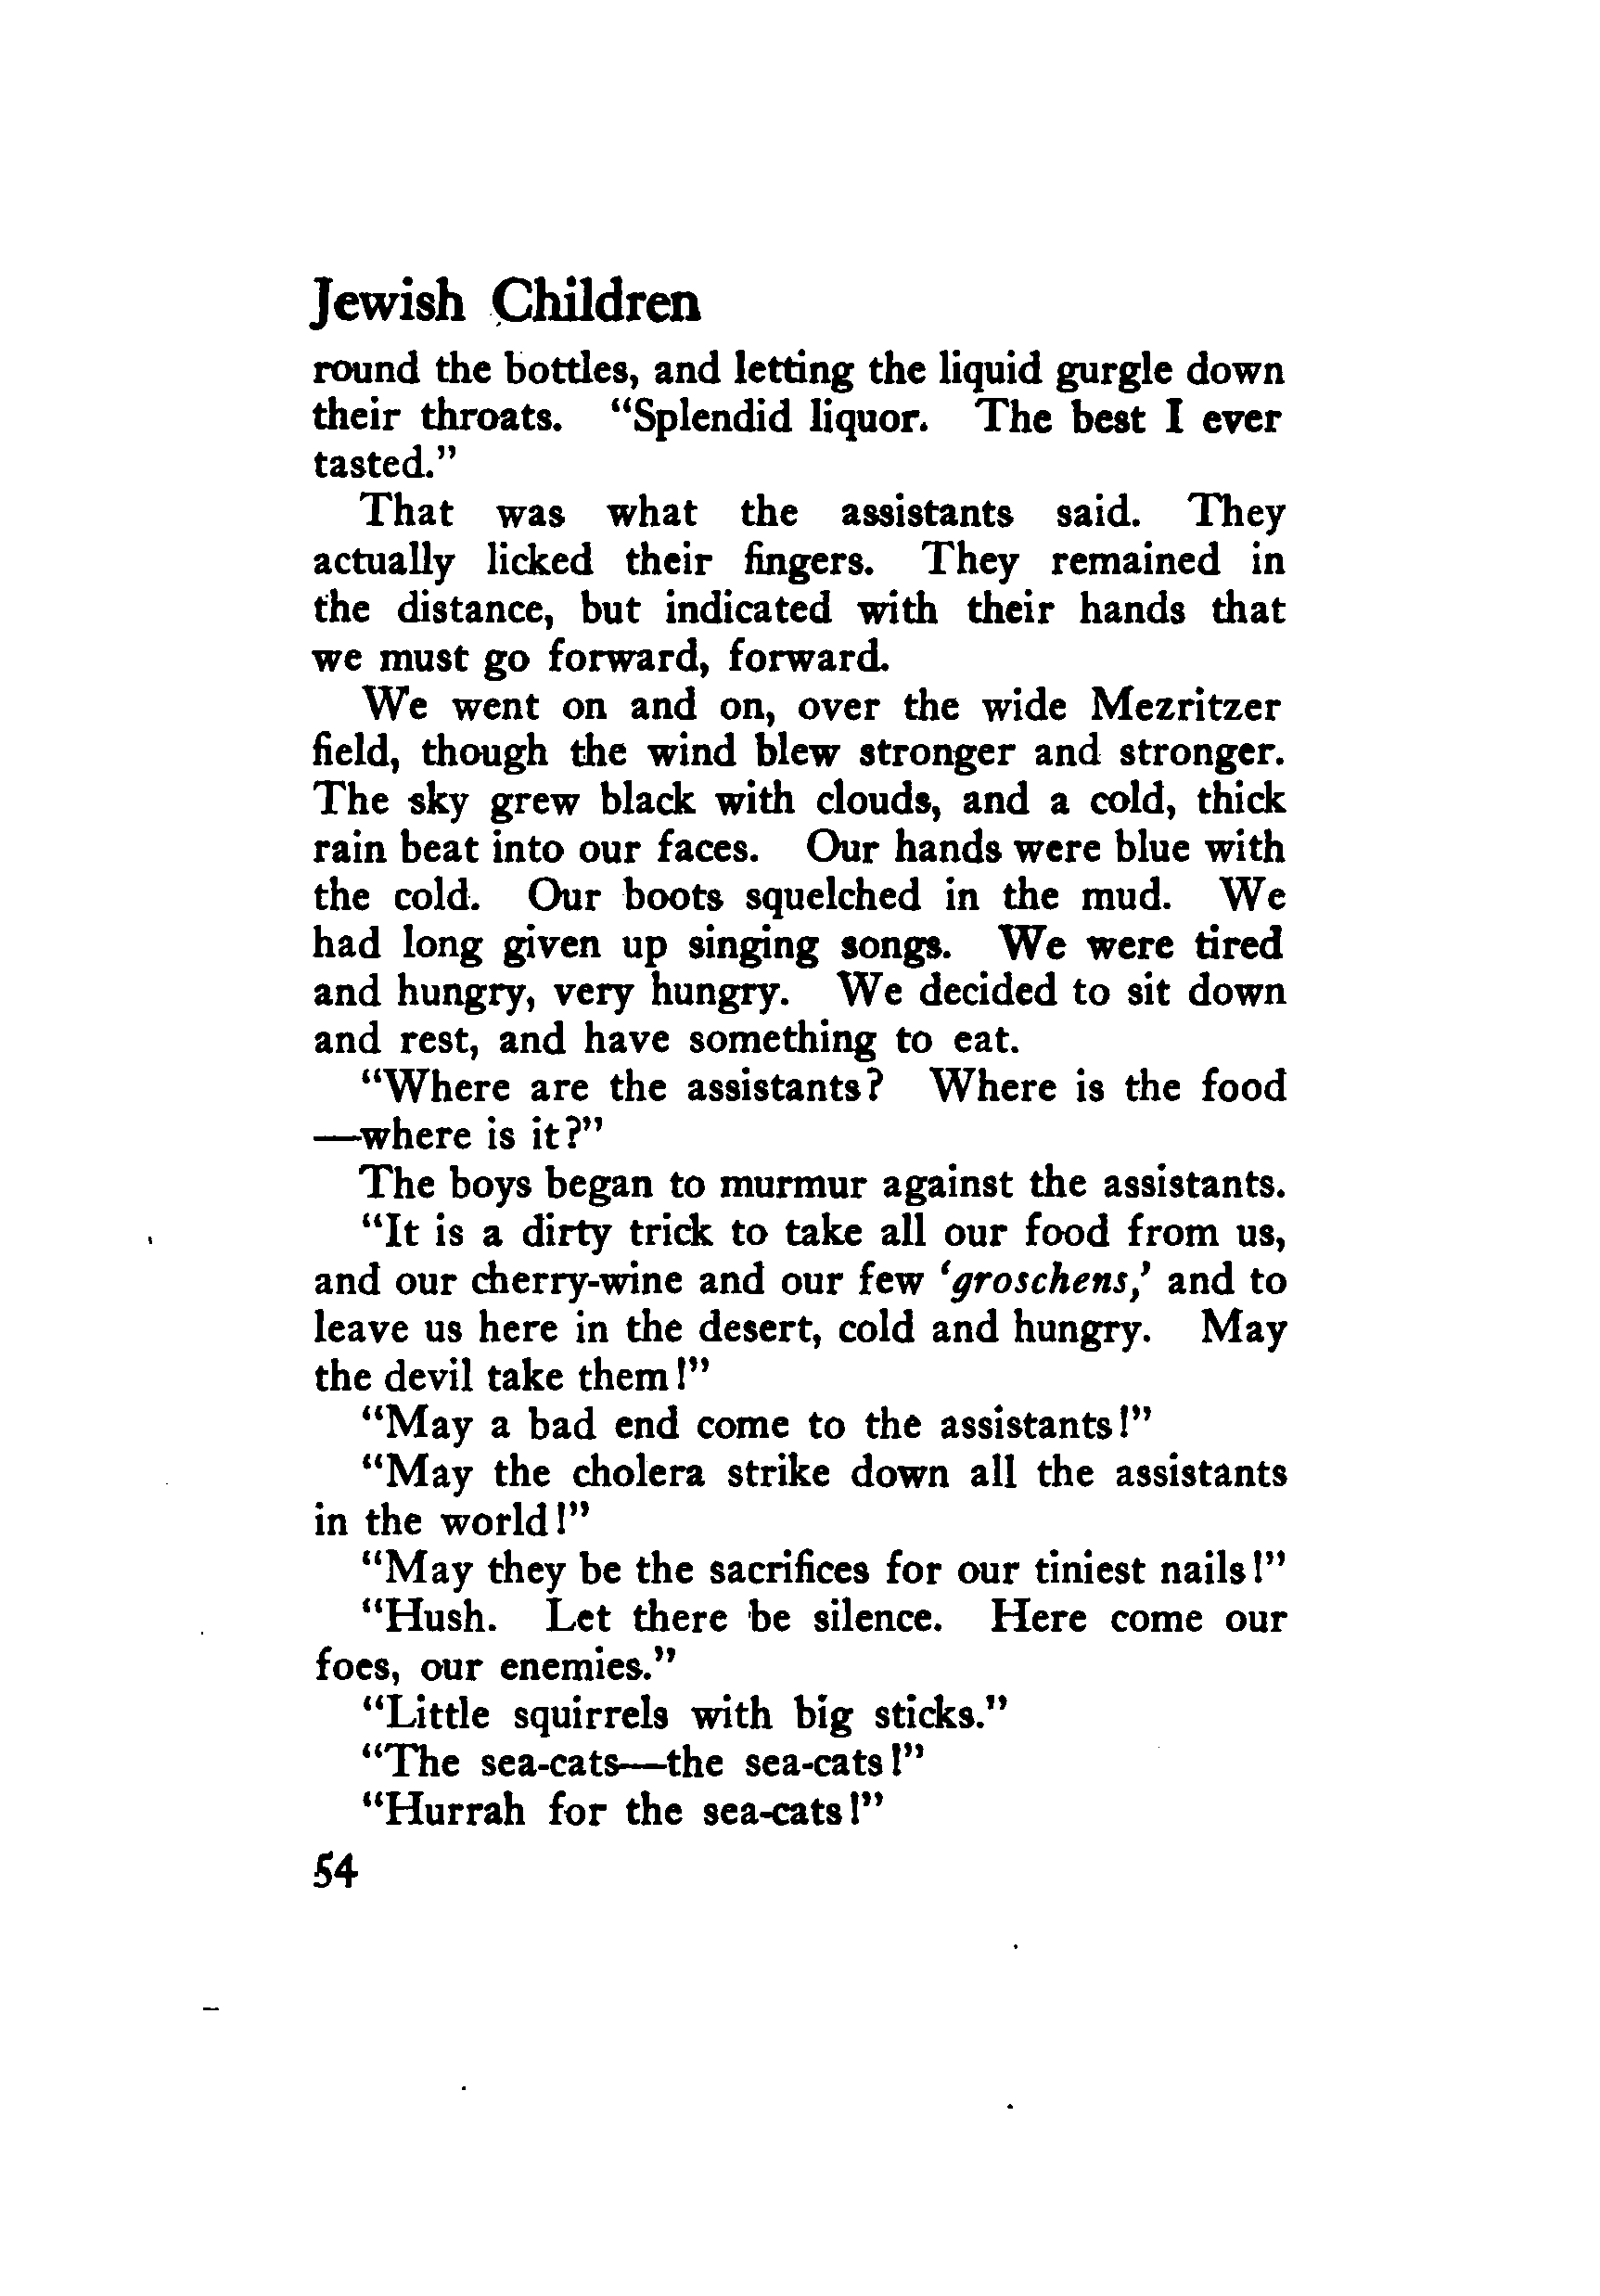 Jewish Children
round the bottles, and letting the liquid gurgle down
their throats. “Splendid liquor. The best I ever
tasted.”
That was what the assistants said. They
actually licked their fingers. They remained in
the distance, but indicated with their hands that
we must go forward, forward.
We went on and on, over the wide Mezritzer
field, though the wind blew stronger and stronger.
The sky grew black with clouds, and a cold, thick
rain beat into our faces. Our hands were blue with
the cold. Our boots squelched in the mud. We
had long given up singing songs. We were tired
and hungry, very hungry. We decided to sit down
and rest, and have something to eat.
“Where are the assistants? Where is the food
—where is it?”
The boys began to murmur against the assistants.
“It is a dirty trick to take all our food from us,
and our cherry-wine and our few ‘groschens,’ and to
leave us here in the desert, cold and hungry. May
the devil take them!”
“May a bad end come to the assistants!”
“May the cholera strike down all the assistants
in the world!”
“May they be the sacrifices for our tiniest nails!”
“Hush. Let there be silence. Here come our
foes, our enemies.”
“Little squirrels with big sticks.”
“The sea-cats—the sea-cats!”
“Hurrah for the sea-cats!”
54